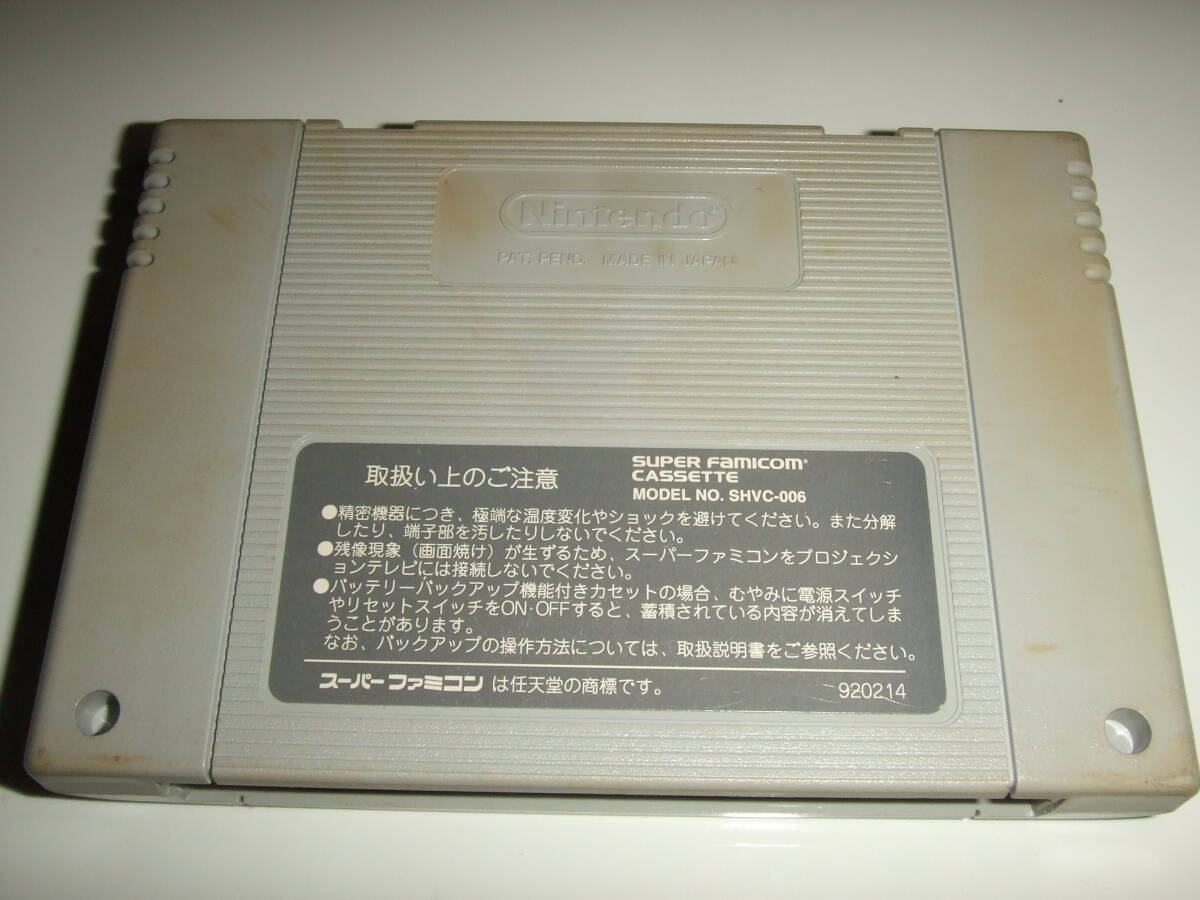 Nintendo®
PAT. PEND. MADE IN JAPAN
取扱い上のご注意
SUPER FAMICOM®
CASSETTE
MODEL NO. SHVC-006
●精密機器につき、極端な温度変化やショックを避けてください。また分解
したり、端子部を汚したりしないでください。
●残像現象（画面焼け）が生ずるため、スーパーファミコンをプロジェクシ
ョンテレビには接続しないでください。
●バッテリーバックアップ機能付きカセットの場合、むやみに電源スイッチ
やリセットスイッチをON・OFFすると、蓄積されている内容が消えてしま
うことがあります。
なお、バックアップの操作方法については、取扱説明書をご参照ください。
スーパーファミコン は任天堂の商標です。
920214